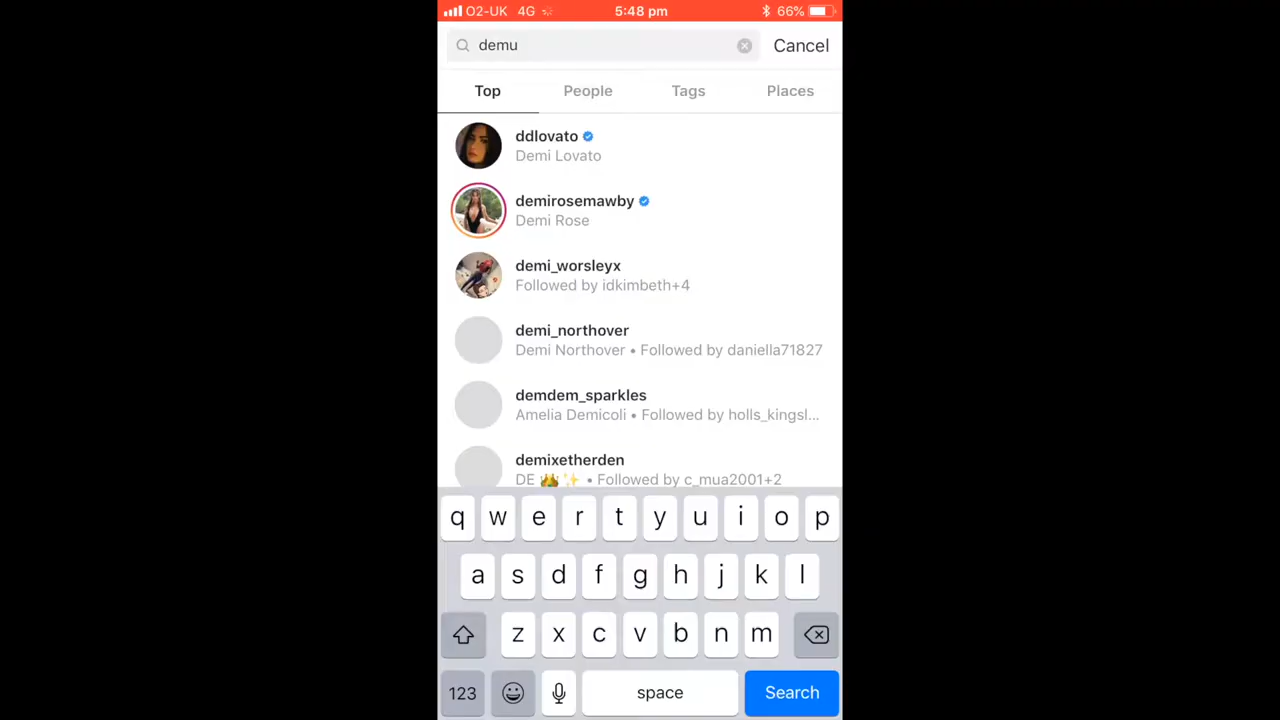 O2-UK 4G 5:48 pm 66%
demu Cancel
Top People Tags Places
ddlovato
Demi Lovato
demirosemawby
Demi Rose
demi_worsleyx
Followed by idkimbeth+4
demi_northover
Demi Northover • Followed by daniella71827
demdem_sparkles
Amelia Demicoli • Followed by holls_kingsl...
demixetherden
DE 👑✨ • Followed by c_mua2001+2
q w e r t y u i o p
a s d f g h j k l
z x c v b n m
123 space Search